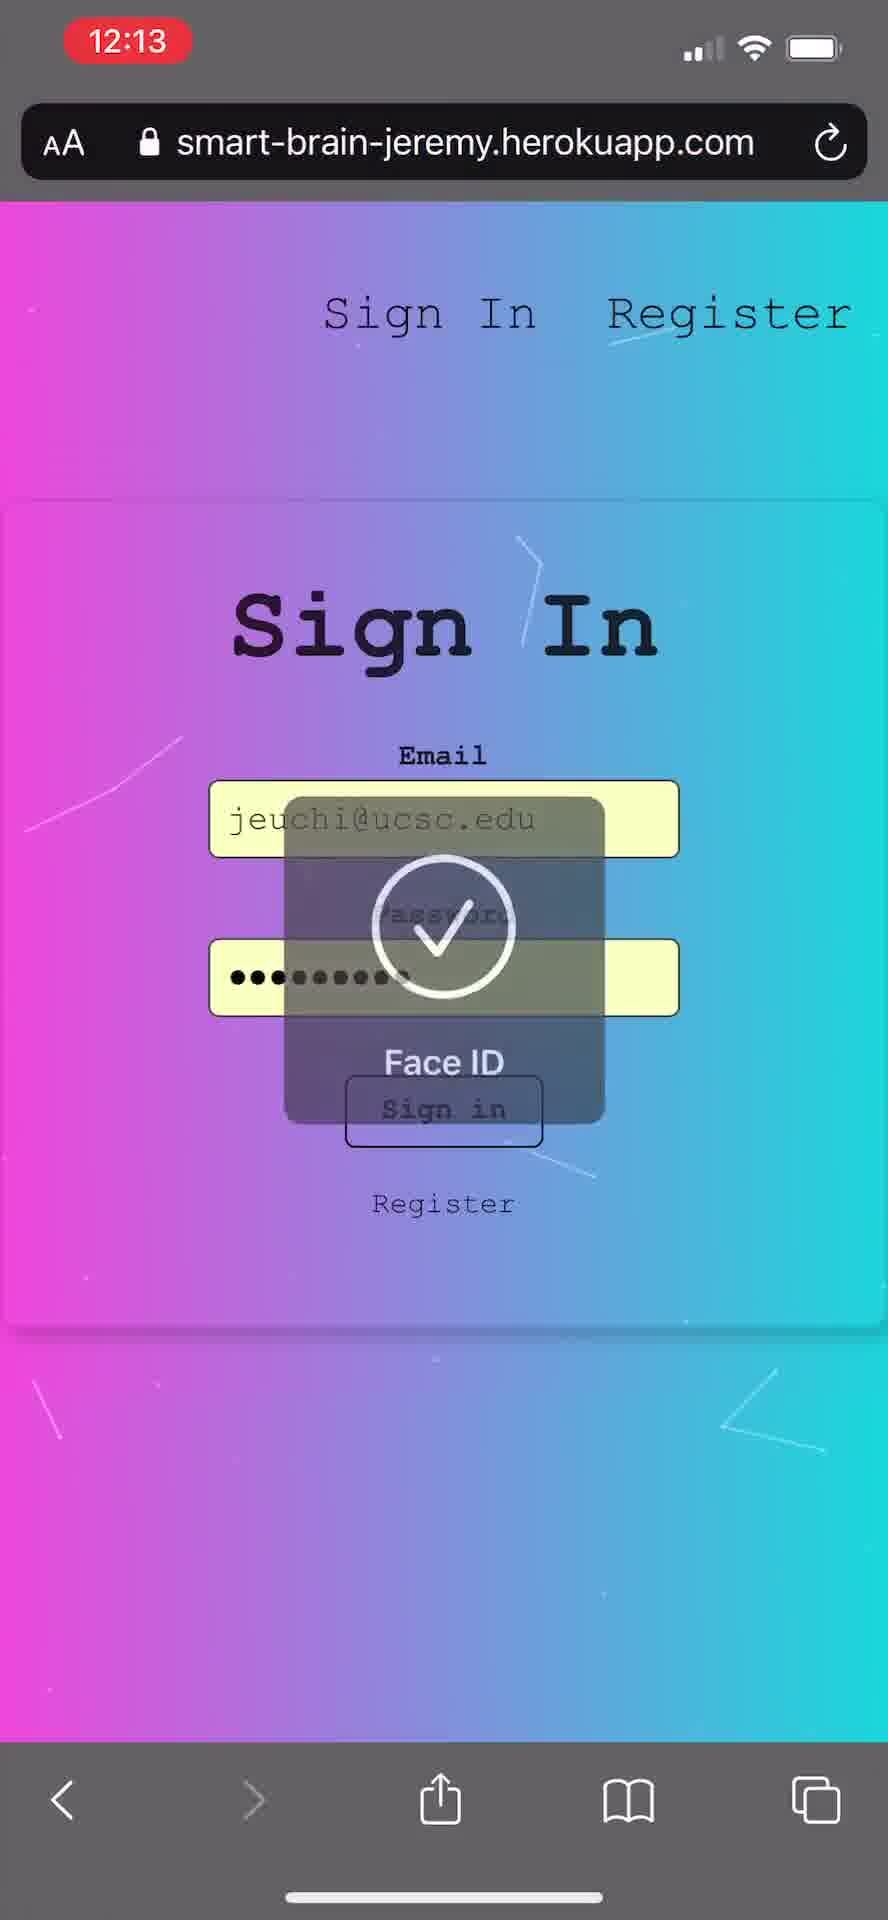 12:13
AA smart-brain-jeremy.herokuapp.com
Sign In Register
Sign In
Email
jeuchi@ucsc.edu
Password
Face ID
Sign in
Register